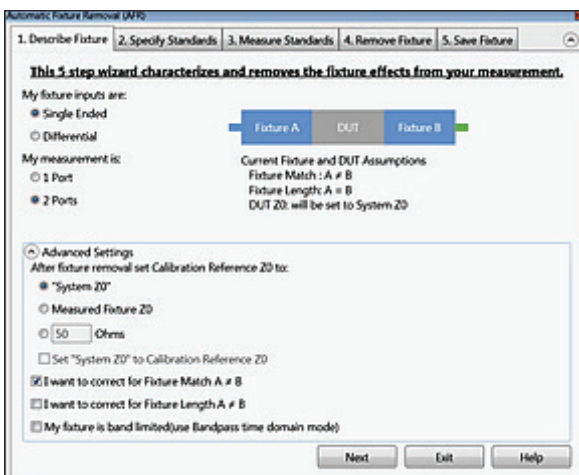 Automatic Fixture Removal (AFR)
1. Describe Fixture 2. Specify Standards 3. Measure Standards 4. Remove Fixture 5. Save Fixture
This 5 step wizard characterizes and removes the fixture effects from your measurement.
My fixture inputs are:
Single Ended
Differential
Fixture A DUT Fixture B
My measurement is:
1 Port
2 Ports
Current Fixture and DUT Assumptions
Fixture Match : A ≠ B
Fixture Length: A = B
DUT Z0: will be set to System Z0
Advanced Settings
After fixture removal set Calibration Reference Z0 to:
"System Z0"
Measured Fixture Z0
50 Ohms
Set "System Z0" to Calibration Reference Z0
I want to correct for Fixture Match A ≠ B
I want to correct for Fixture Length A ≠ B
My fixture is band limited(use Bandpass time domain mode)
Next Exit Help